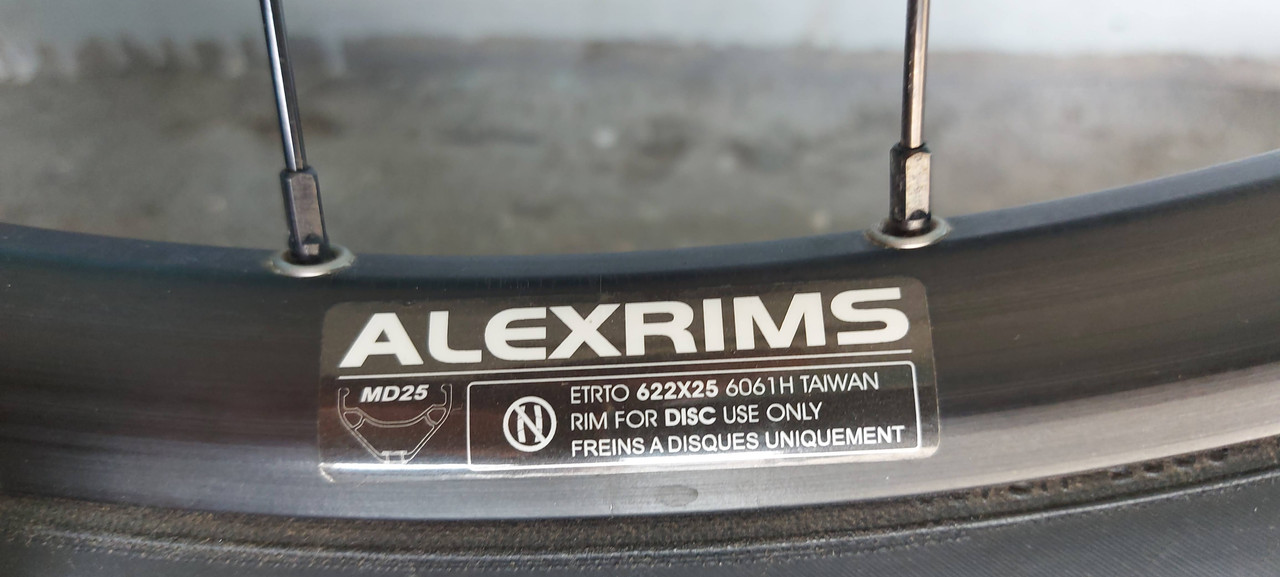 ALEXRIMS
MD25
ETRTO 622X25 6061H TAIWAN
RIM FOR DISC USE ONLY
FREINS A DISQUES UNIQUEMENT